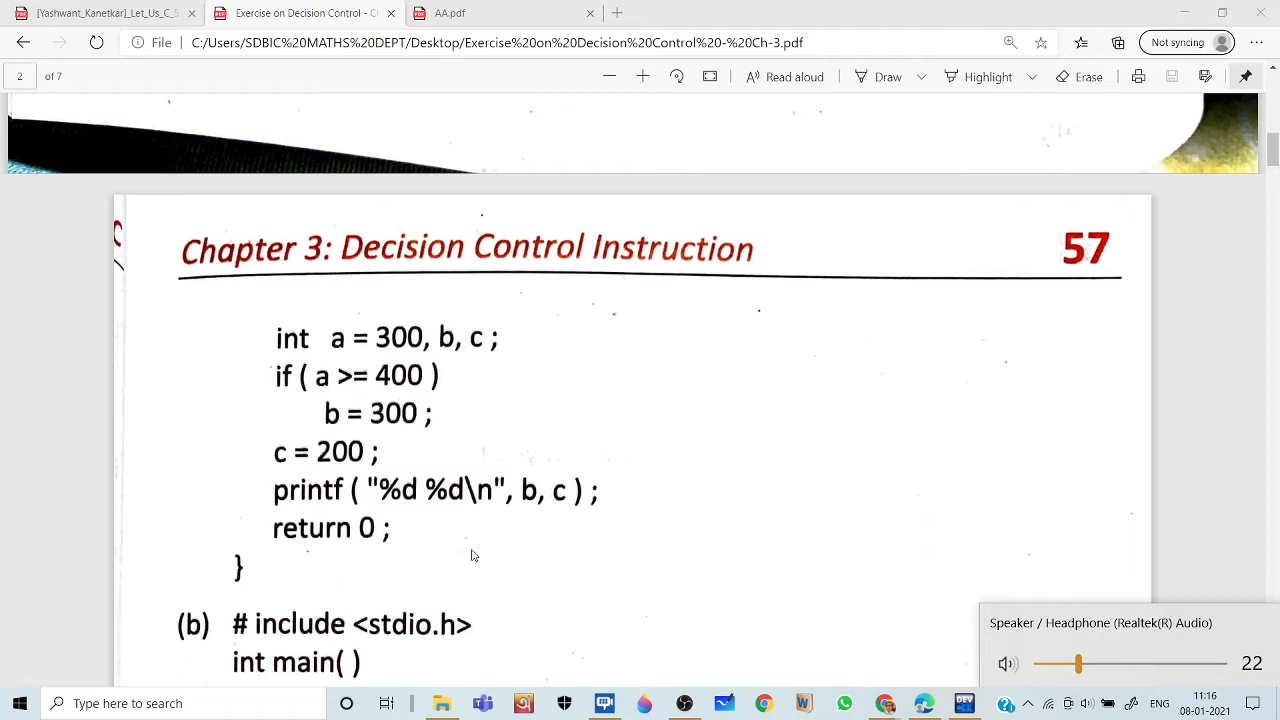 (Yashwant_Kanetkar)_Let_Us_C_5
Exercise on Decision Control - C
AA.pdf
File
C:/Users/SDBIC%20MATHS%20DEPT/Desktop/Exercise%20on%20Decision%20Control%20-%20Ch-3.pdf
Not syncing
2 of 7
Read aloud
Draw
Highlight
Erase
Chapter 3: Decision Control Instruction 57
int a = 300, b, c ;
if ( a >= 400 )
b = 300 ;
c = 200 ;
printf ( "%d %d\n", b, c ) ;
return 0 ;
}
(b) # include <stdio.h>
int main( )
Speaker / Headphone (Realtek(R) Audio)
22
Type here to search
11:16
08-01-2021